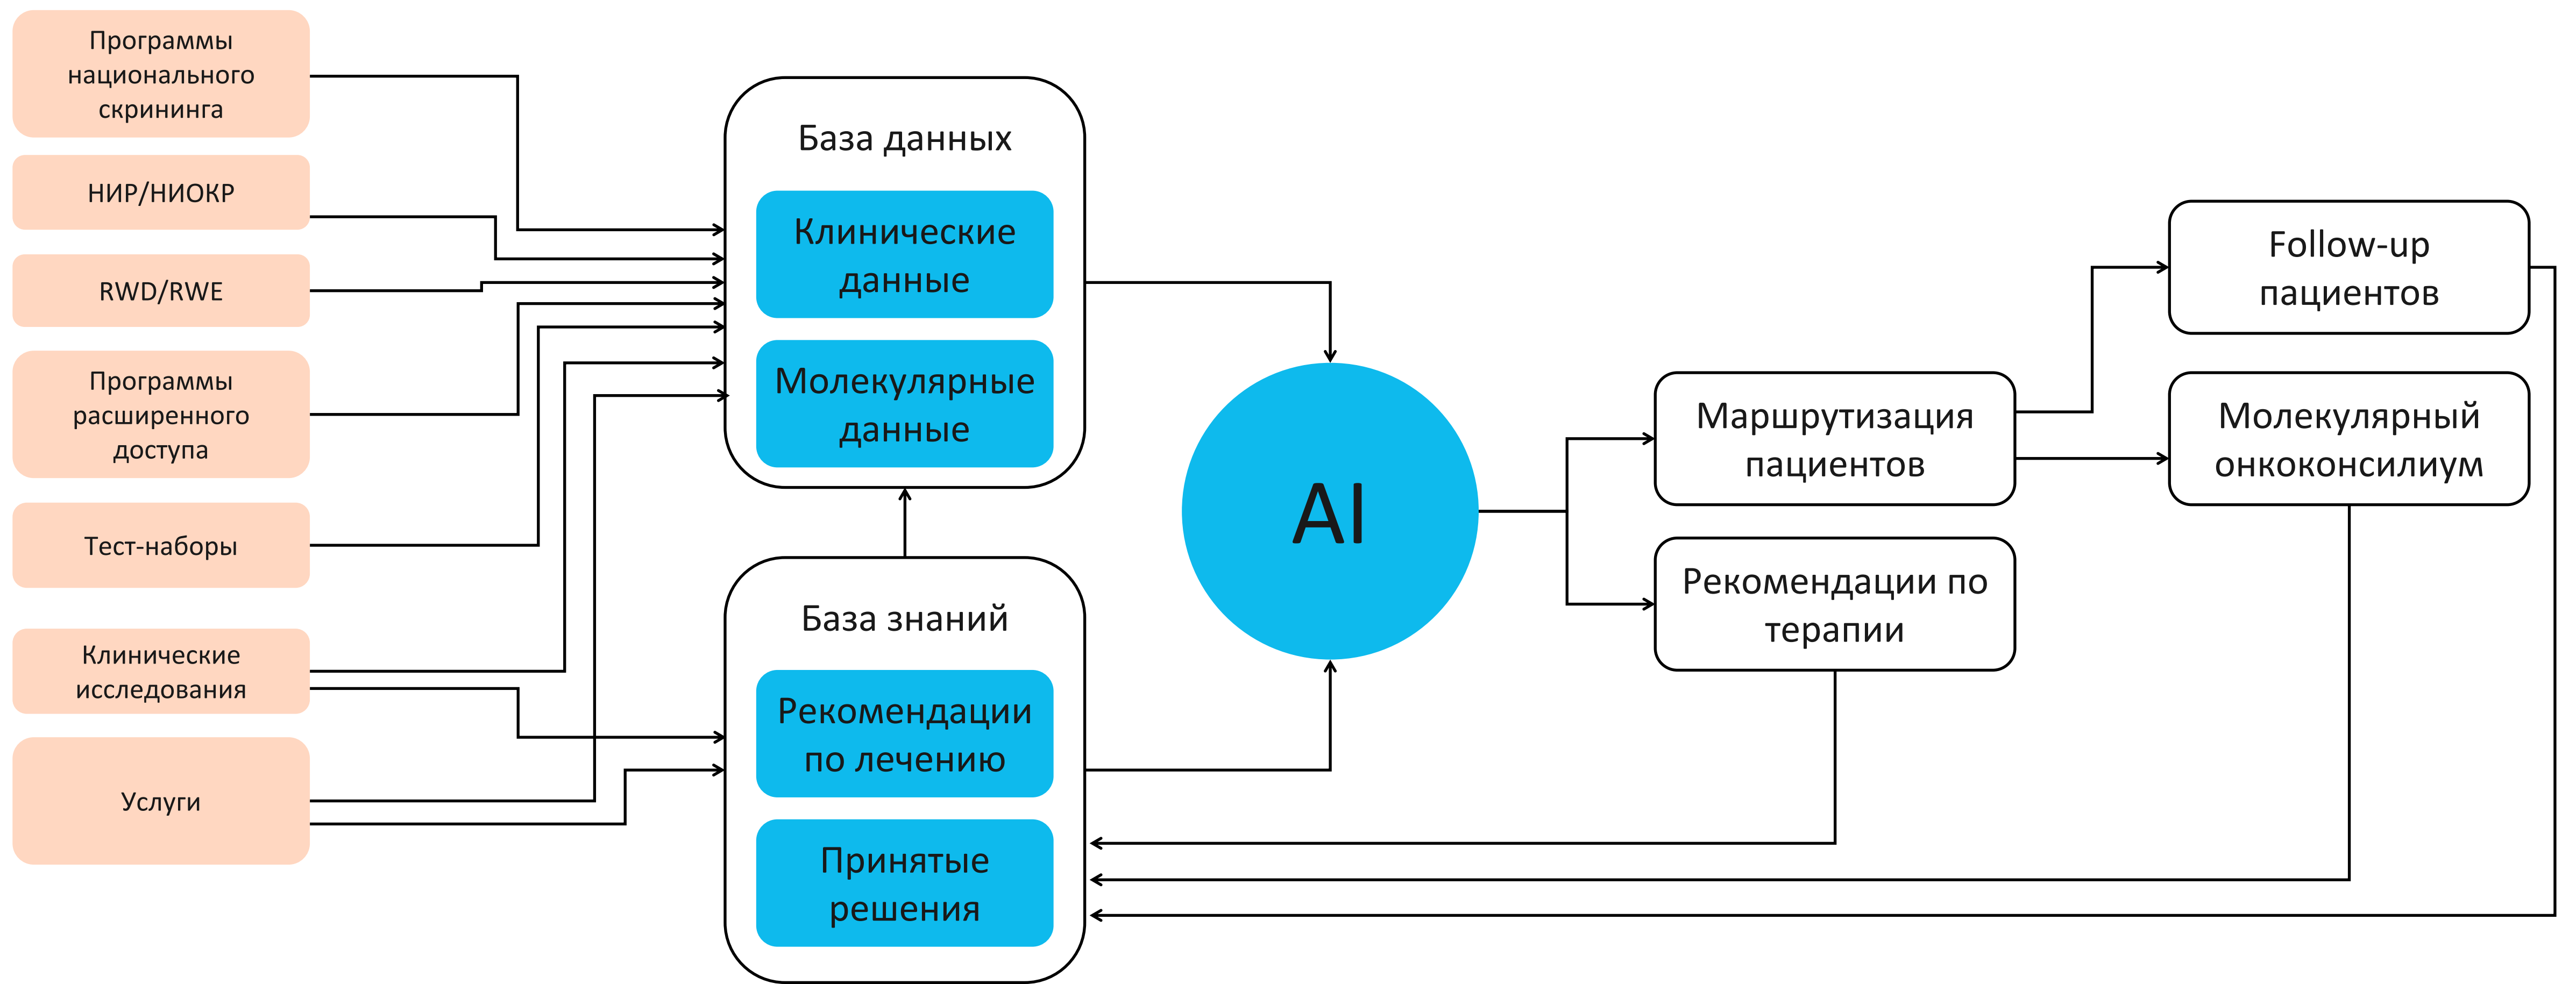 Программы
национального
скрининга
НИР/НИОКР
RWD/RWE
Программы
расширенного
доступа
Тест-наборы
Клинические
исследования
Услуги
База данных
Клинические
данные
Молекулярные
данные
База знаний
Рекомендации
по лечению
Принятые
решения
AI
Маршрутизация
пациентов
Рекомендации по
терапии
Follow-up
пациентов
Молекулярный
онкоконсилиум